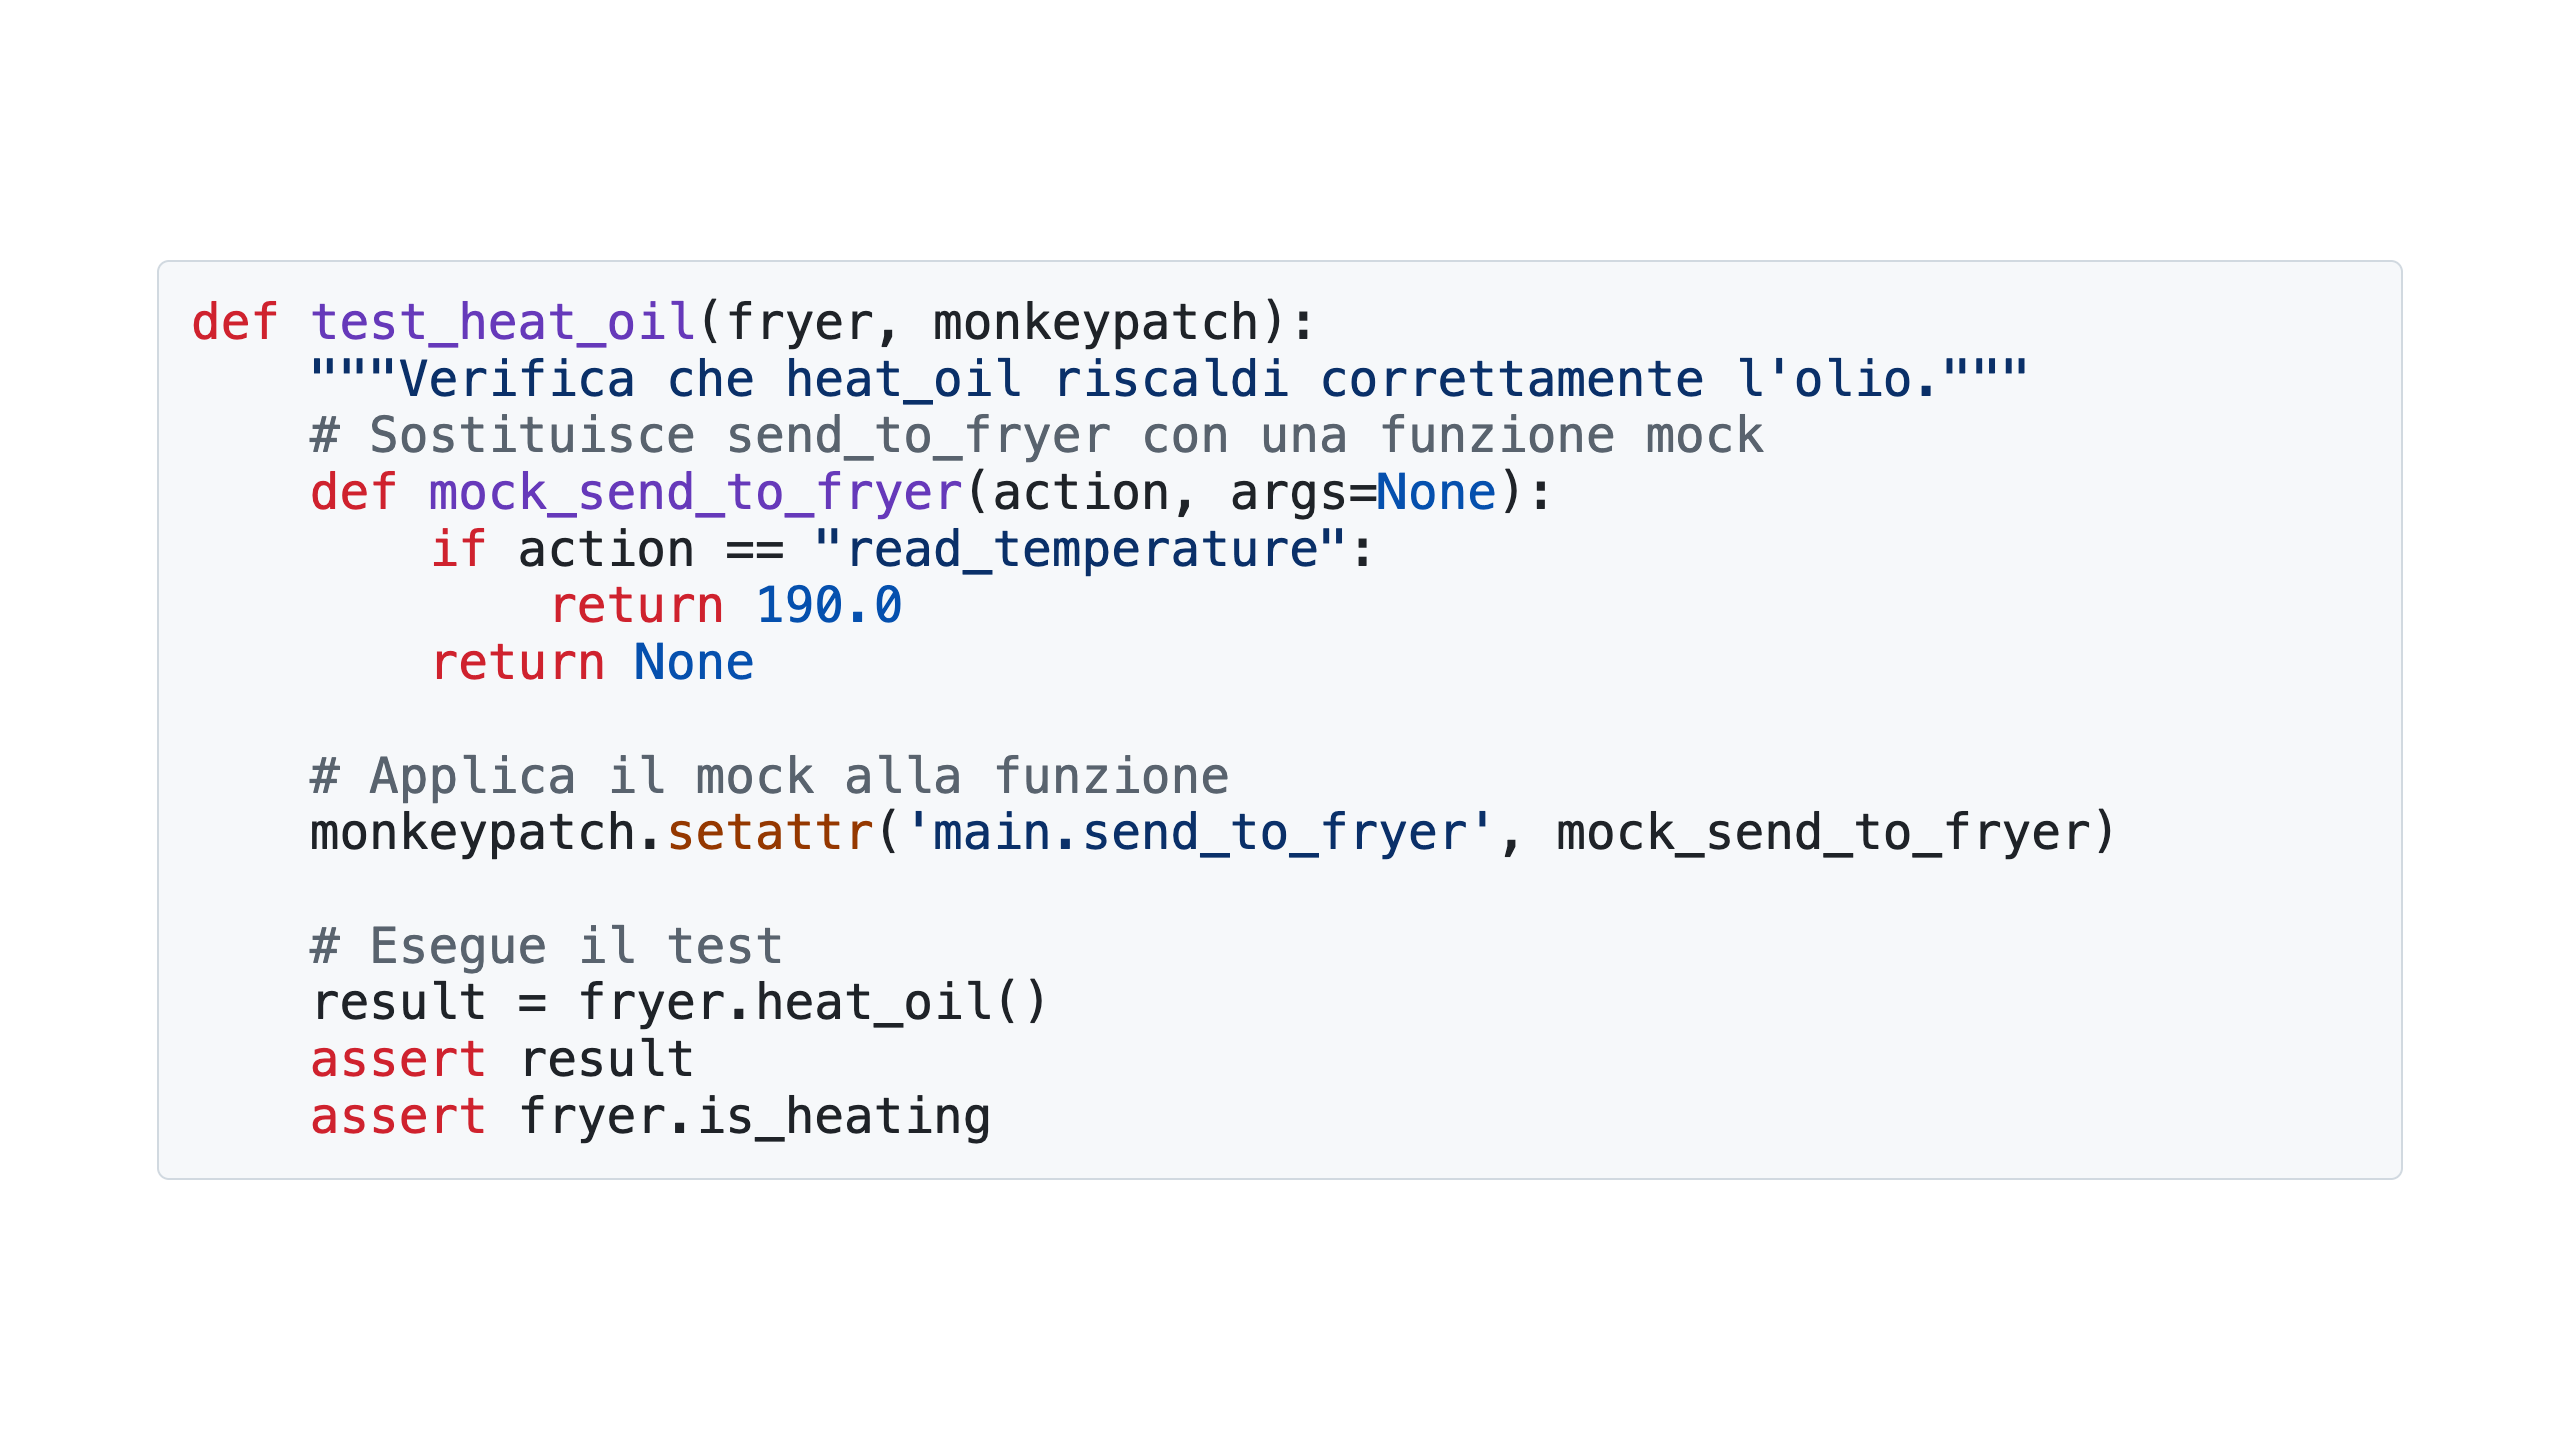 def test_heat_oil(fryer, monkeypatch):
    """Verifica che heat_oil riscaldi correttamente l'olio."""
    # Sostituisce send_to_fryer con una funzione mock
    def mock_send_to_fryer(action, args=None):
        if action == "read_temperature":
            return 190.0
        return None

    # Applica il mock alla funzione
    monkeypatch.setattr('main.send_to_fryer', mock_send_to_fryer)

    # Esegue il test
    result = fryer.heat_oil()
    assert result
    assert fryer.is_heating